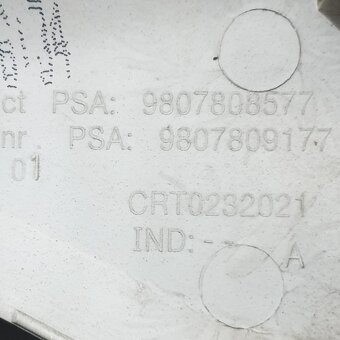 ct PSA: 9807808577
nr PSA: 9807809177
01
CRT0232021
IND:--
A